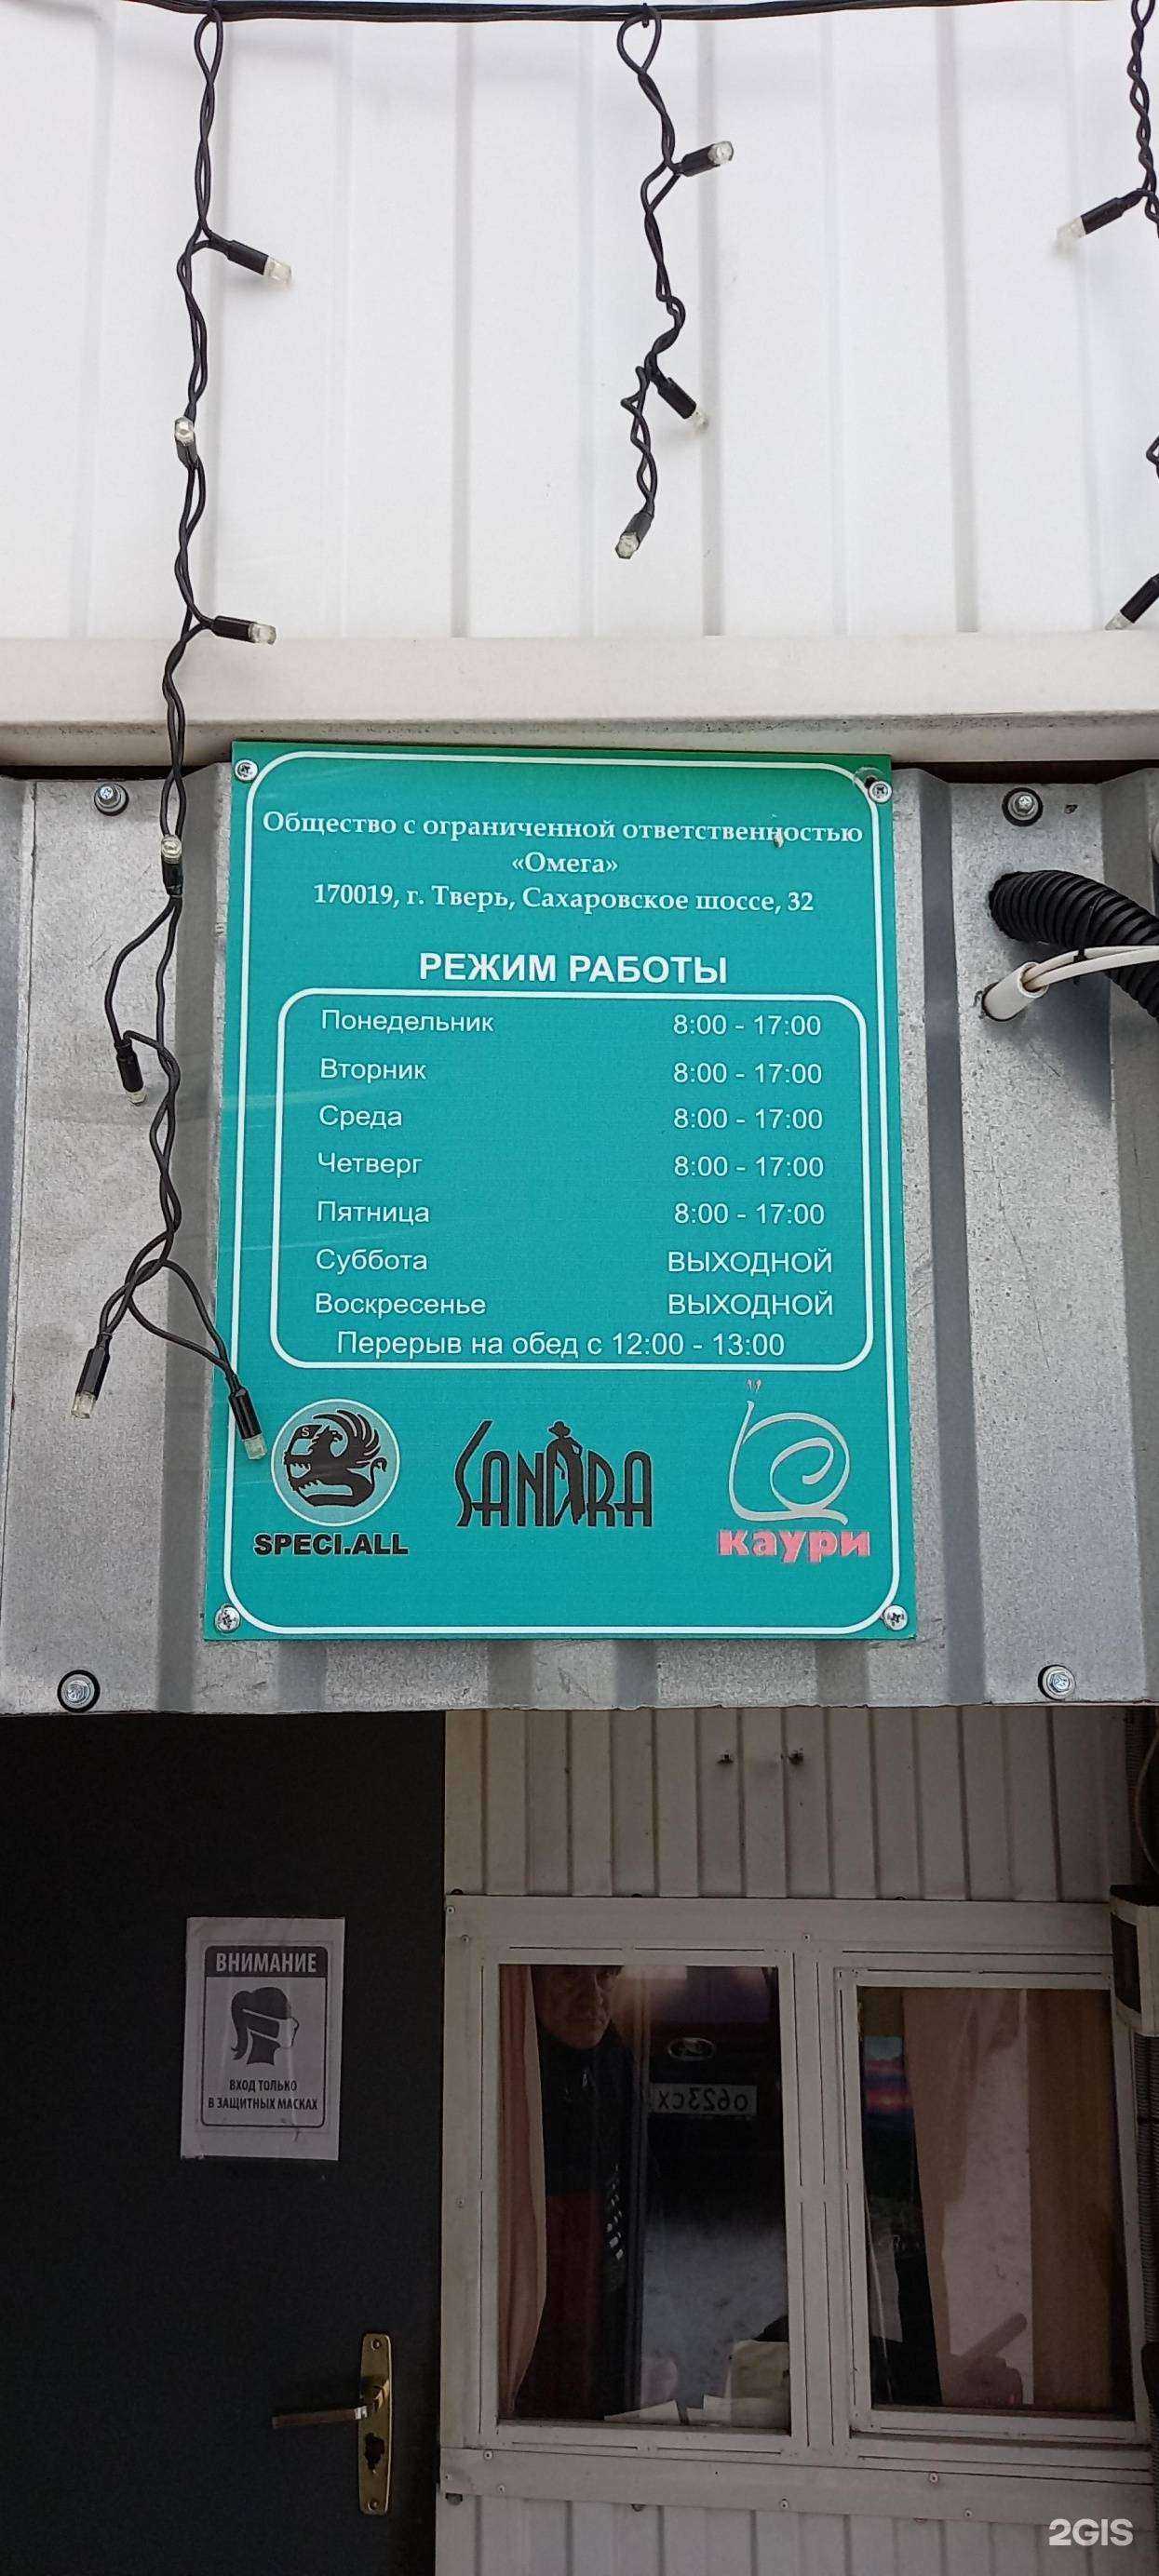 Общество с ограниченной ответственностью
«Омега»
170019, г. Тверь, Сахаровское шоссе, 32
РЕЖИМ РАБОТЫ
Понедельник 8:00 - 17:00
Вторник 8:00 - 17:00
Среда 8:00 - 17:00
Четверг 8:00 - 17:00
Пятница 8:00 - 17:00
Суббота ВЫХОДНОЙ
Воскресенье ВЫХОДНОЙ
Перерыв на обед с 12:00 - 13:00
S
SPECI.ALL
SANDRA
каури
ВНИМАНИЕ
ВХОД ТОЛЬКО
В ЗАЩИТНЫХ МАСКАХ
о623сх
2GIS